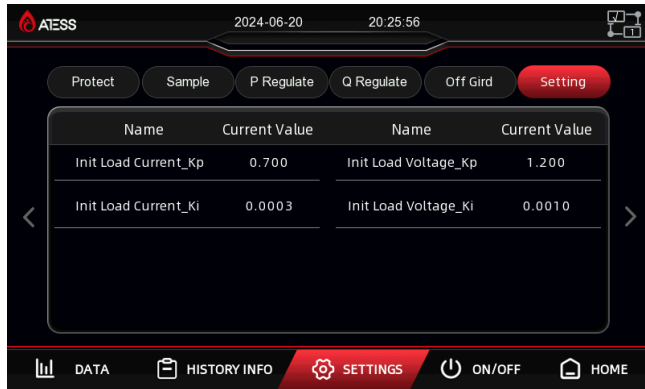 ATESS 2024-06-20 20:25:56
1
Protect Sample P Regulate Q Regulate Off Gird Setting
Name Current Value Name Current Value
Init Load Current_Kp 0.700 Init Load Voltage_Kp 1.200
Init Load Current_Ki 0.0003 Init Load Voltage_Ki 0.0010
DATA HISTORY INFO SETTINGS ON/OFF HOME